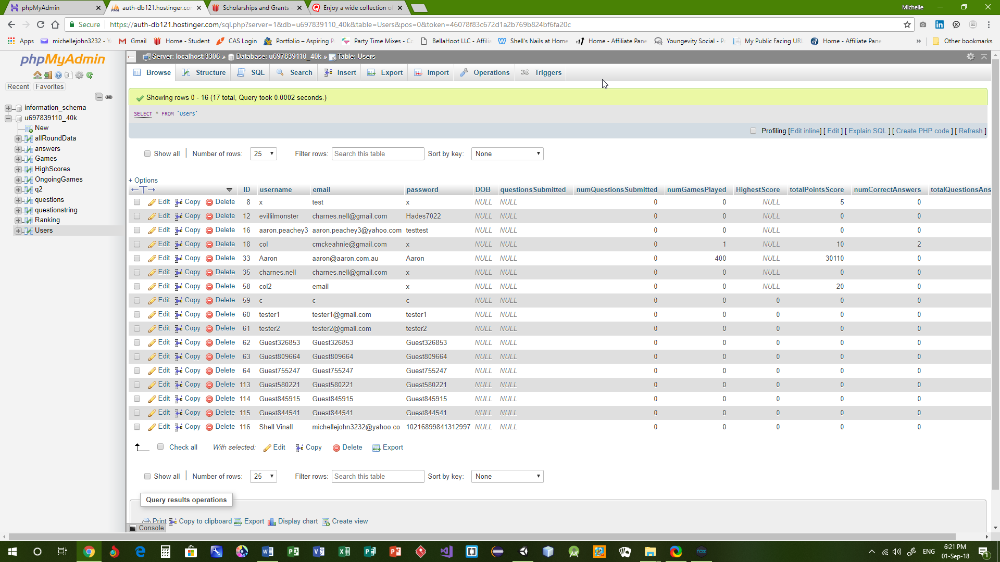 phpMyAdmin
auth-db121.hostinger.co
Scholarships and Grants -
Enjoy a wide collection of
Michelle
Secure
https://auth-db121.hostinger.com/sql.php?server=1&db=u697839110_40k&table=Users&pos=0&token=46078f83c672d1a2b769b824bf6fa20c
Apps michellejohn3232 - Y Gmail Home - Student CAS Login Portfolio – Aspiring P Party Time Mixes - Co BellaHoot LLC - Affilia Shell's Nails at Home Home - Affiliate Pane Youngevity Social - P My Public Facing URL Home - Affiliate Pane » Other bookmarks
phpMyAdmin
Recent Favorites
information_schema
u697839110_40k
New
allRoundData
answers
Games
HighScores
OngoingGames
q2
questions
questionstring
Ranking
Users
Server: localhost:3306 » Database: u697839110_40k » Table: Users
Browse Structure SQL Search Insert Export Import Operations Triggers
Showing rows 0 - 16 (17 total, Query took 0.0002 seconds.)
SELECT * FROM `Users`
Profiling [Edit inline] [ Edit ] [ Explain SQL ] [ Create PHP code ] [ Refresh ]
Show all Number of rows: 25 Filter rows: Search this table Sort by key: None
+ Options
←T→ ID username email password DOB questionsSubmitted numQuestionsSubmitted numGamesPlayed HighestScore totalPointsScore numCorrectAnswers totalQuestionsAns
Edit Copy Delete 8 x test x NULL NULL 0 0 NULL 5 0
Edit Copy Delete 12 evillilmonster charnes.nell@gmail.com Hades7022 NULL NULL 0 0 NULL 0 0
Edit Copy Delete 16 aaron.peachey3 aaron.peachey3@yahoo.com testtest NULL NULL 0 0 NULL 0 0
Edit Copy Delete 18 col cmckeahnie@gmail.com x NULL NULL 0 1 NULL 10 2
Edit Copy Delete 33 Aaron aaron@aaron.com.au Aaron NULL NULL 0 400 NULL 30110 0
Edit Copy Delete 35 charnes.nell charnes.nell@gmail.com x NULL NULL 0 0 NULL 0 0
Edit Copy Delete 58 col2 email x NULL NULL 0 0 NULL 20 0
Edit Copy Delete 59 c c c NULL NULL 0 0 0 0 0
Edit Copy Delete 60 tester1 tester1@gmail.com tester1 NULL NULL 0 0 0 0 0
Edit Copy Delete 61 tester2 tester2@gmail.com tester2 NULL NULL 0 0 0 0 0
Edit Copy Delete 62 Guest326853 Guest326853 Guest326853 NULL NULL 0 0 0 0 0
Edit Copy Delete 63 Guest809664 Guest809664 Guest809664 NULL NULL 0 0 0 0 0
Edit Copy Delete 64 Guest755247 Guest755247 Guest755247 NULL NULL 0 0 0 0 0
Edit Copy Delete 113 Guest580221 Guest580221 Guest580221 NULL NULL 0 0 0 0 0
Edit Copy Delete 114 Guest845915 Guest845915 Guest845915 NULL NULL 0 0 0 0 0
Edit Copy Delete 115 Guest844541 Guest844541 Guest844541 NULL NULL 0 0 0 0 0
Edit Copy Delete 116 Shell Vinall michellejohn3232@yahoo.co 10216899841312997 NULL NULL 0 0 0 0 0
Check all With selected: Edit Copy Delete Export
Show all Number of rows: 25 Filter rows: Search this table Sort by key: None
Query results operations
Print Copy to clipboard Export Display chart Create view
Console
ENG
6:21 PM
01-Sep-18
1